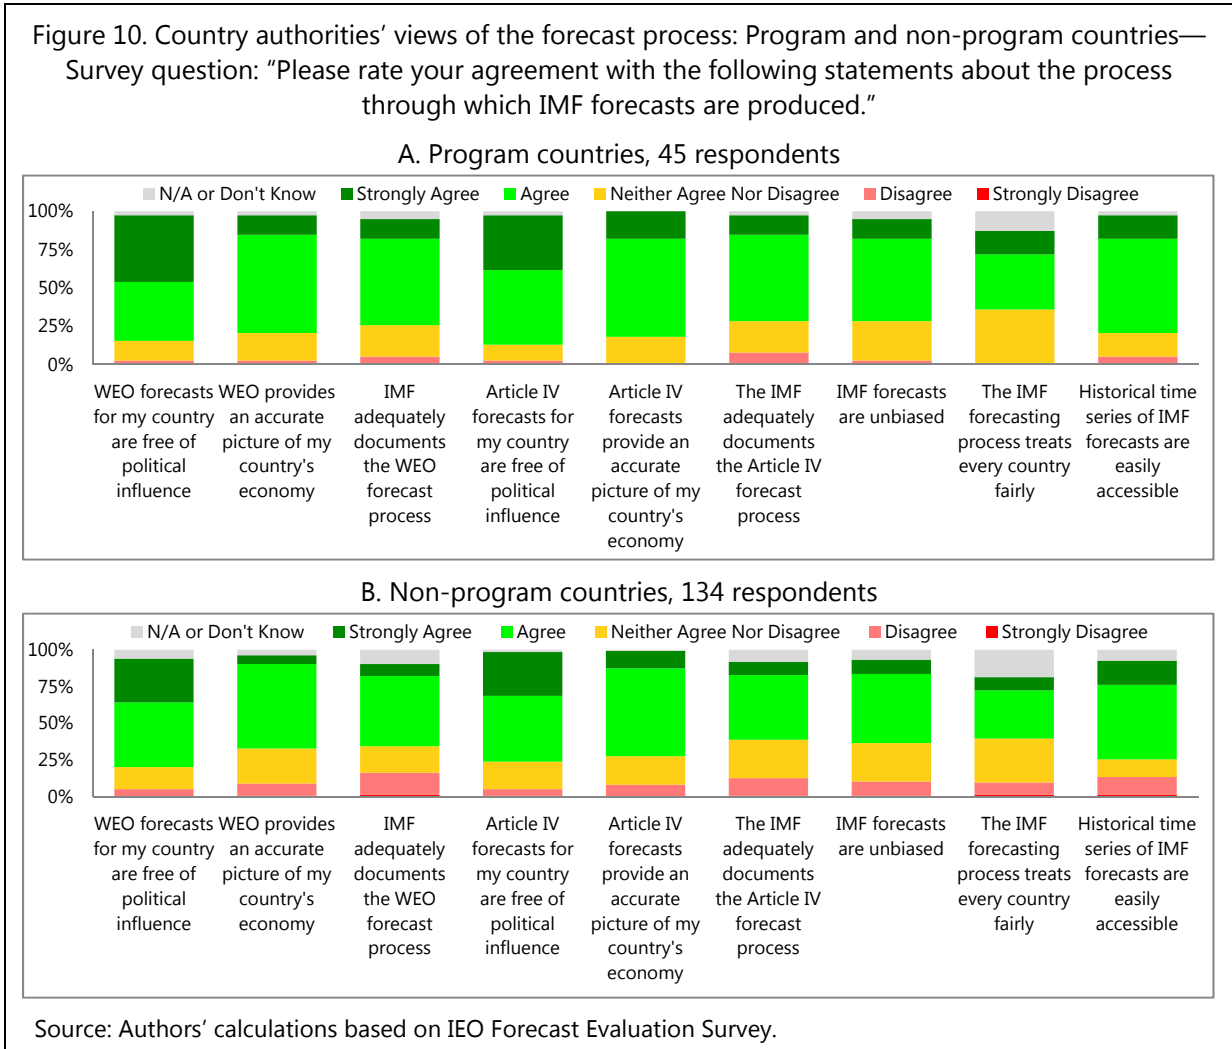 Figure 10. Country authorities’ views of the forecast process: Program and non-program countries—
Survey question: “Please rate your agreement with the following statements about the process
through which IMF forecasts are produced.”
A. Program countries, 45 respondents
N/A or Don't Know Strongly Agree Agree Neither Agree Nor Disagree Disagree Strongly Disagree
100%
75%
50%
25%
0%
WEO forecasts
for my country
are free of
political
influence
WEO provides
an accurate
picture of my
country's
economy
IMF
adequately
documents
the WEO
forecast
process
Article IV
forecasts for
my country
are free of
political
influence
Article IV
forecasts
provide an
accurate
picture of my
country's
economy
The IMF
adequately
documents
the Article IV
forecast
process
IMF forecasts
are unbiased
The IMF
forecasting
process treats
every country
fairly
Historical time
series of IMF
forecasts are
easily
accessible
B. Non-program countries, 134 respondents
N/A or Don't Know Strongly Agree Agree Neither Agree Nor Disagree Disagree Strongly Disagree
100%
75%
50%
25%
0%
WEO forecasts
for my country
are free of
political
influence
WEO provides
an accurate
picture of my
country's
economy
IMF
adequately
documents
the WEO
forecast
process
Article IV
forecasts for
my country
are free of
political
influence
Article IV
forecasts
provide an
accurate
picture of my
country's
economy
The IMF
adequately
documents
the Article IV
forecast
process
IMF forecasts
are unbiased
The IMF
forecasting
process treats
every country
fairly
Historical time
series of IMF
forecasts are
easily
accessible
Source: Authors’ calculations based on IEO Forecast Evaluation Survey.